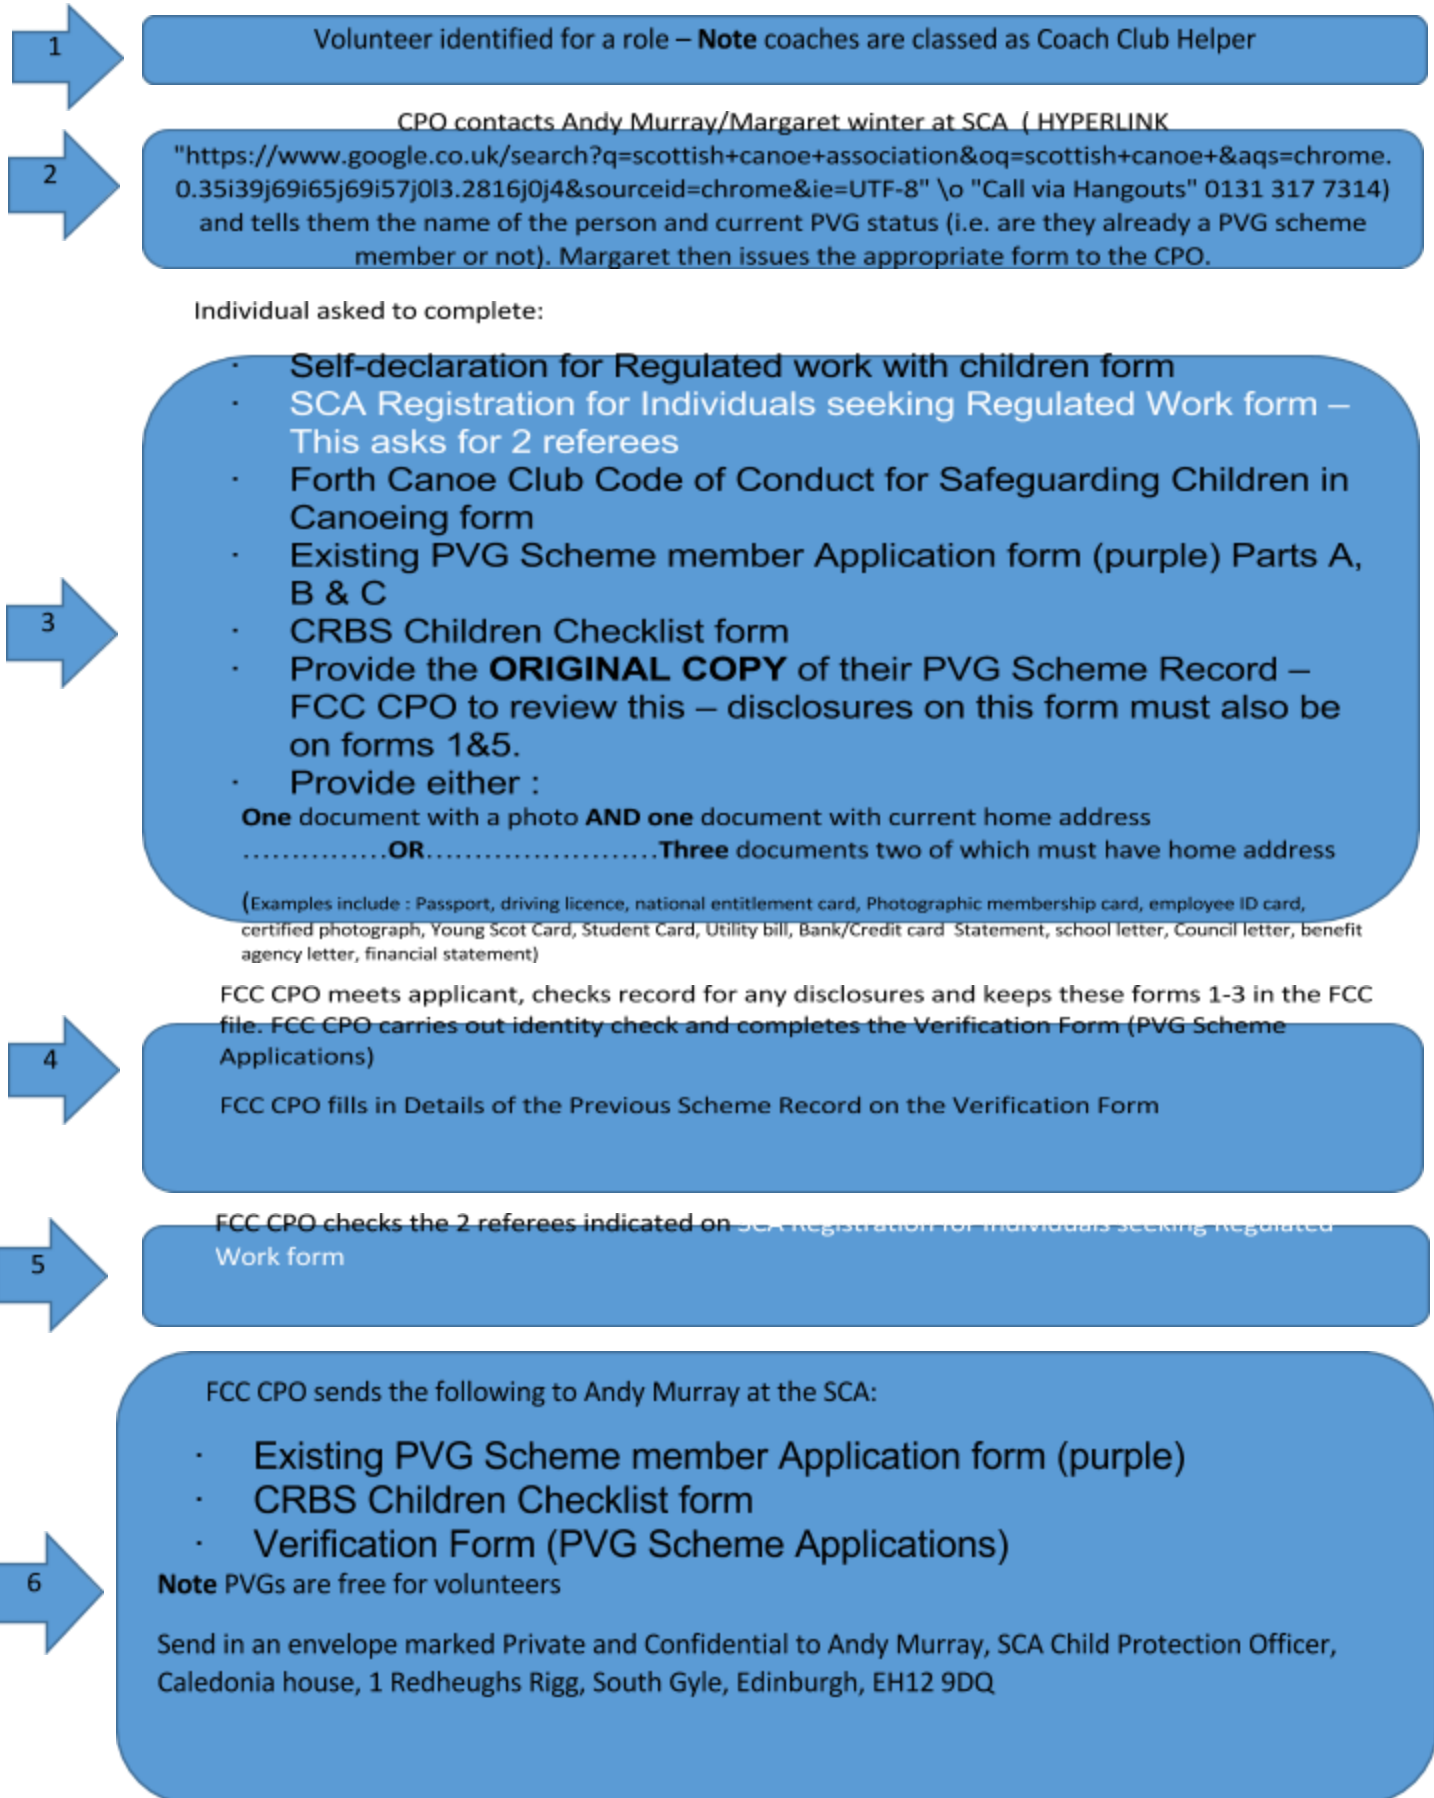 1
Volunteer identified for a role – Note coaches are classed as Coach Club Helper
2
CPO contacts Andy Murray/Margaret winter at SCA ( HYPERLINK
"https://www.google.co.uk/search?q=scottish+canoe+association&oq=scottish+canoe+&aqs=chrome.
0.35i39j69i65j69i57j0l3.2816j0j4&sourceid=chrome&ie=UTF-8" \o "Call via Hangouts" 0131 317 7314)
and tells them the name of the person and current PVG status (i.e. are they already a PVG scheme
member or not). Margaret then issues the appropriate form to the CPO.
3
Individual asked to complete:
· Self-declaration for Regulated work with children form
· SCA Registration for Individuals seeking Regulated Work form –
This asks for 2 referees
· Forth Canoe Club Code of Conduct for Safeguarding Children in
Canoeing form
· Existing PVG Scheme member Application form (purple) Parts A,
B & C
· CRBS Children Checklist form
· Provide the ORIGINAL COPY of their PVG Scheme Record –
FCC CPO to review this – disclosures on this form must also be
on forms 1&5.
· Provide either :
One document with a photo AND one document with current home address
……………OR……………………Three documents two of which must have home address
(Examples include : Passport, driving licence, national entitlement card, Photographic membership card, employee ID card,
certified photograph, Young Scot Card, Student Card, Utility bill, Bank/Credit card Statement, school letter, Council letter, benefit
agency letter, financial statement)
4
FCC CPO meets applicant, checks record for any disclosures and keeps these forms 1-3 in the FCC
file. FCC CPO carries out identity check and completes the Verification Form (PVG Scheme
Applications)
FCC CPO fills in Details of the Previous Scheme Record on the Verification Form
5
FCC CPO checks the 2 referees indicated on SCA Registration for Individuals seeking Regulated
Work form
6
FCC CPO sends the following to Andy Murray at the SCA:
· Existing PVG Scheme member Application form (purple)
· CRBS Children Checklist form
· Verification Form (PVG Scheme Applications)
Note PVGs are free for volunteers
Send in an envelope marked Private and Confidential to Andy Murray, SCA Child Protection Officer,
Caledonia house, 1 Redheughs Rigg, South Gyle, Edinburgh, EH12 9DQ